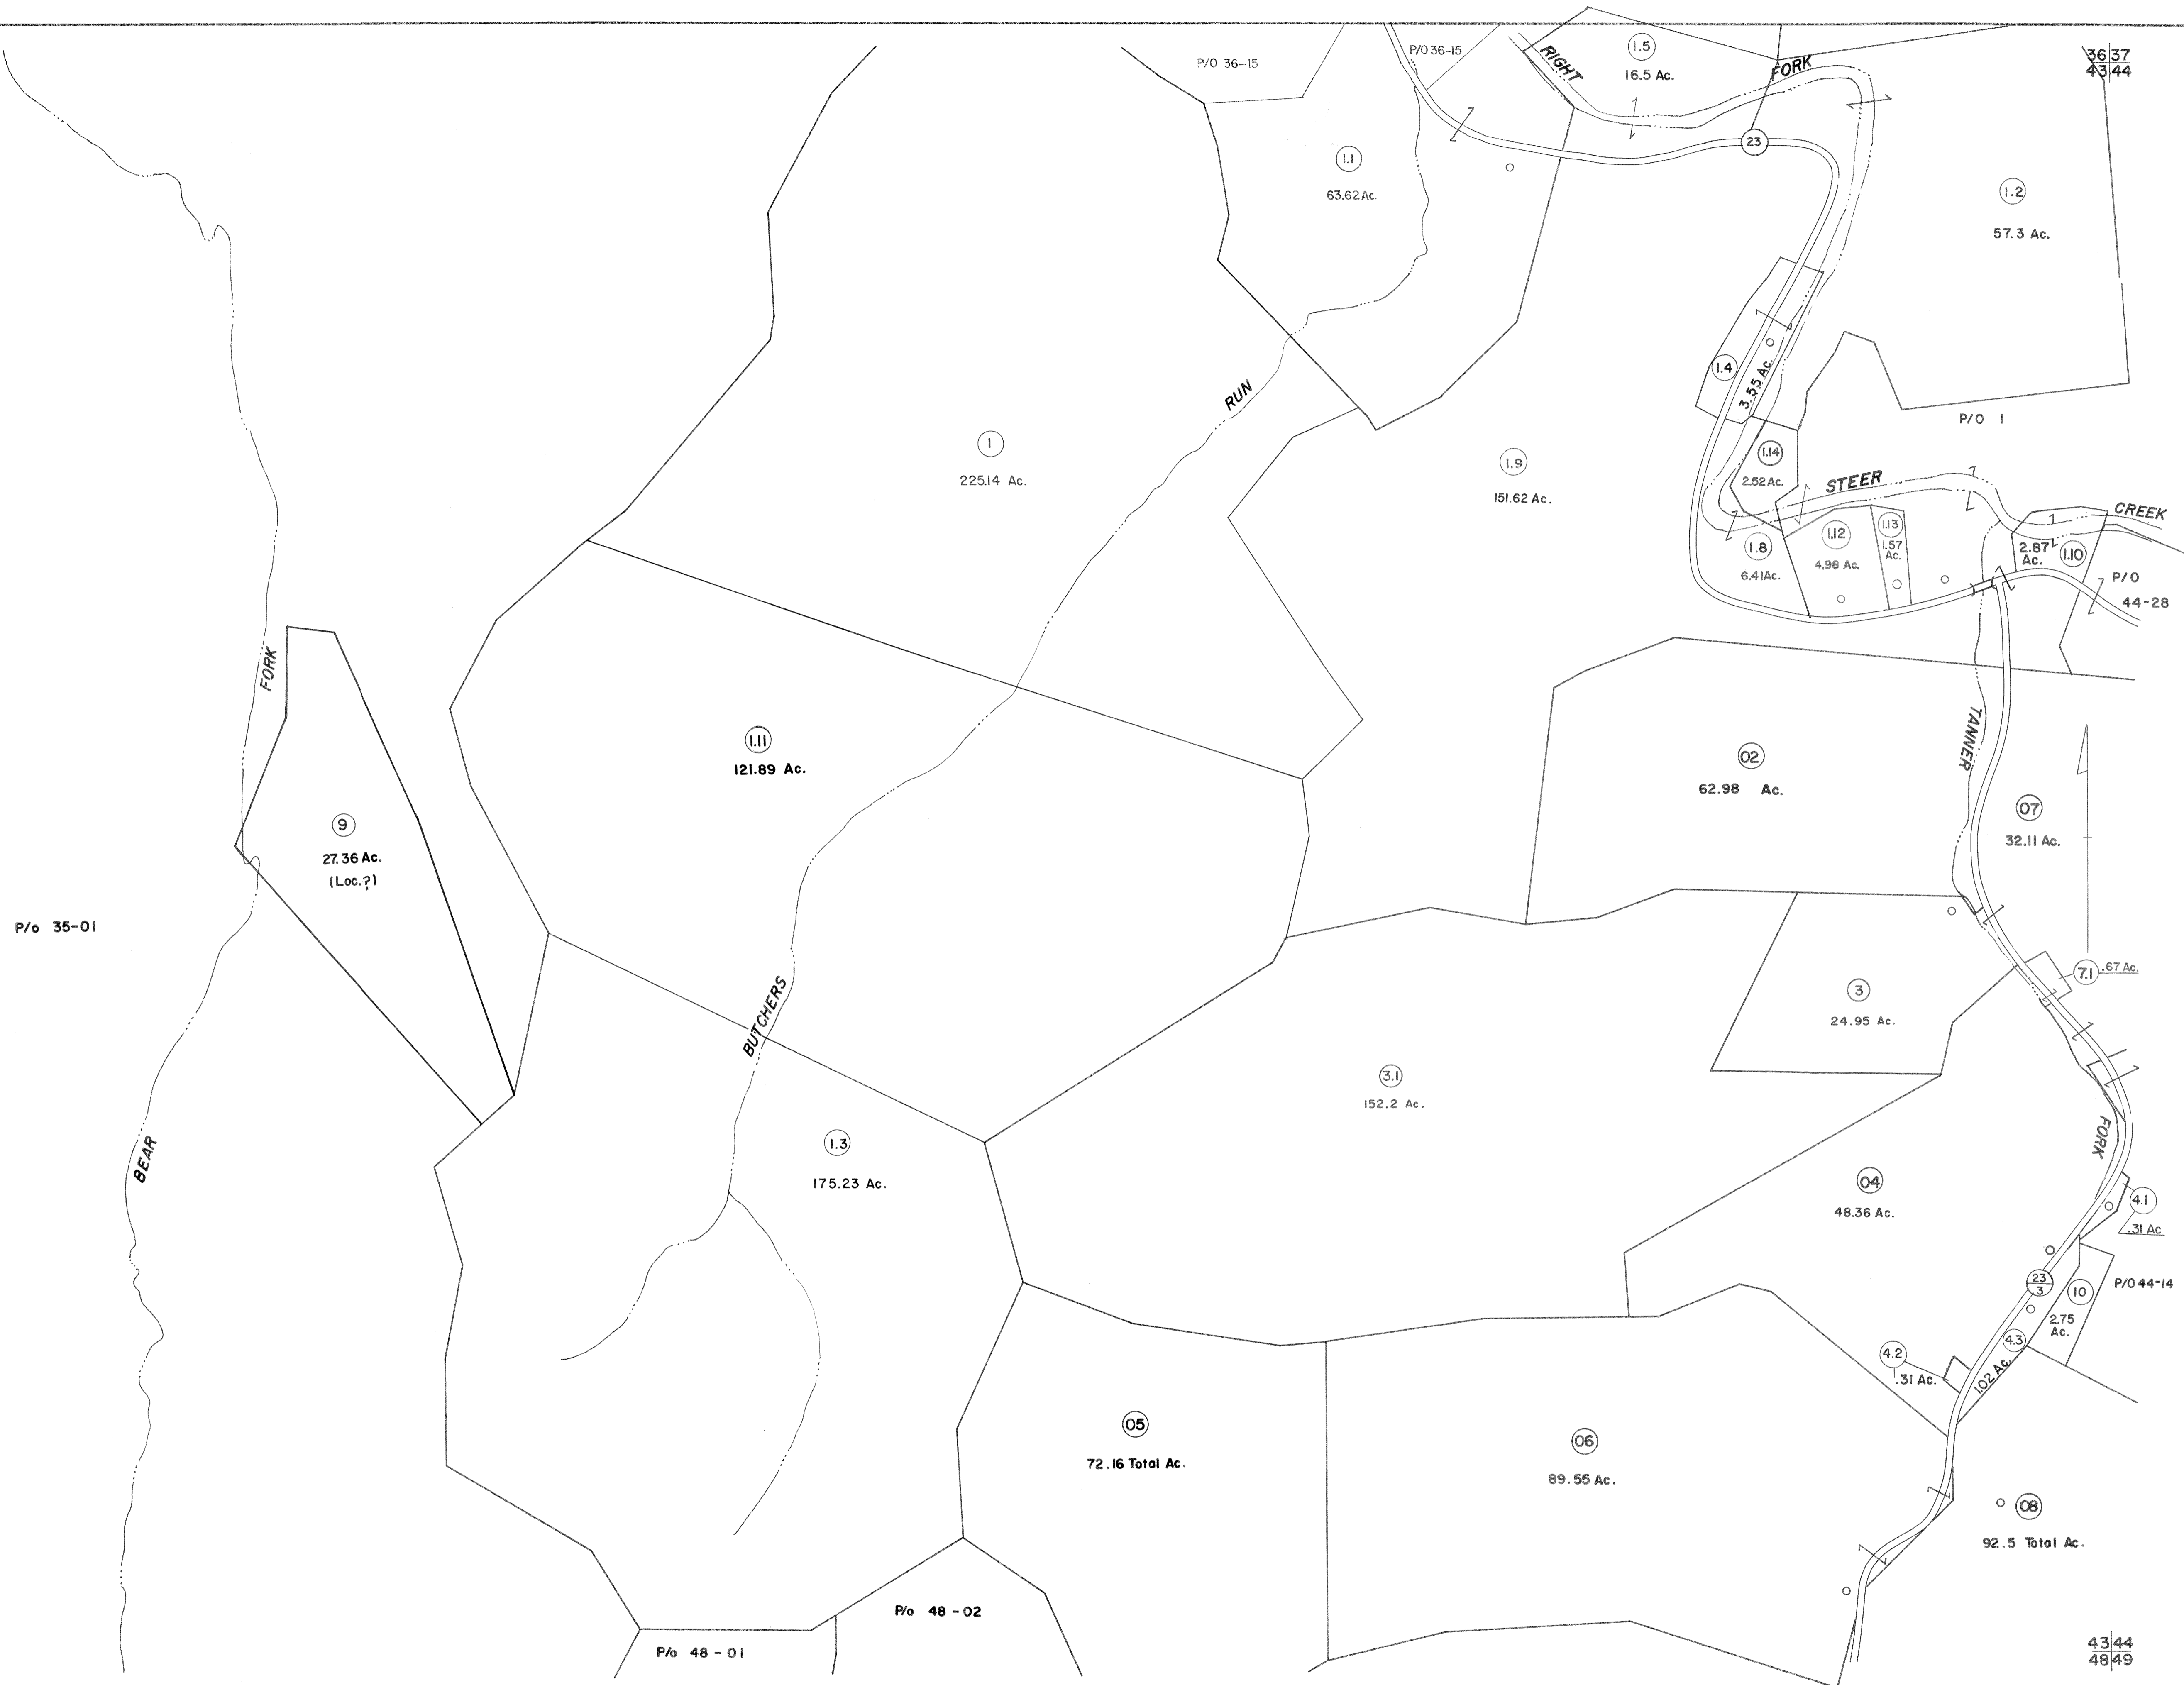 P/O 36-15
P/O 36-15
RIGHT
1.5
16.5 Ac.
FORK
36 37
43 44
23
1.1
63.62 Ac.
1.2
57.3 Ac.
1.4
3.55 Ac.
RUN
P/O 1
1
225.14 Ac.
1.9
151.62 Ac.
1.14
2.52 Ac.
STEER
CREEK
1.8
6.41 Ac.
1.12
4.98 Ac.
1.13
1.57
Ac.
2.87
Ac.
1.10
P/O
44-28
FORK
TANNER
1.11
121.89 Ac.
02
62.98 Ac.
07
32.11 Ac.
9
27.36 Ac.
(Loc.?)
P/o 35-01
7.1
.67 Ac.
BUTCHERS
3
24.95 Ac.
3.1
152.2 Ac.
BEAR
1.3
175.23 Ac.
FORK
04
48.36 Ac.
4.1
.31 Ac
23
3
10
2.75
Ac.
P/O 44-14
4.3
1.02 Ac.
4.2
.31 Ac.
05
72.16 Total Ac.
06
89.55 Ac.
08
92.5 Total Ac.
P/o 48-02
P/o 48-01
43 44
48 49